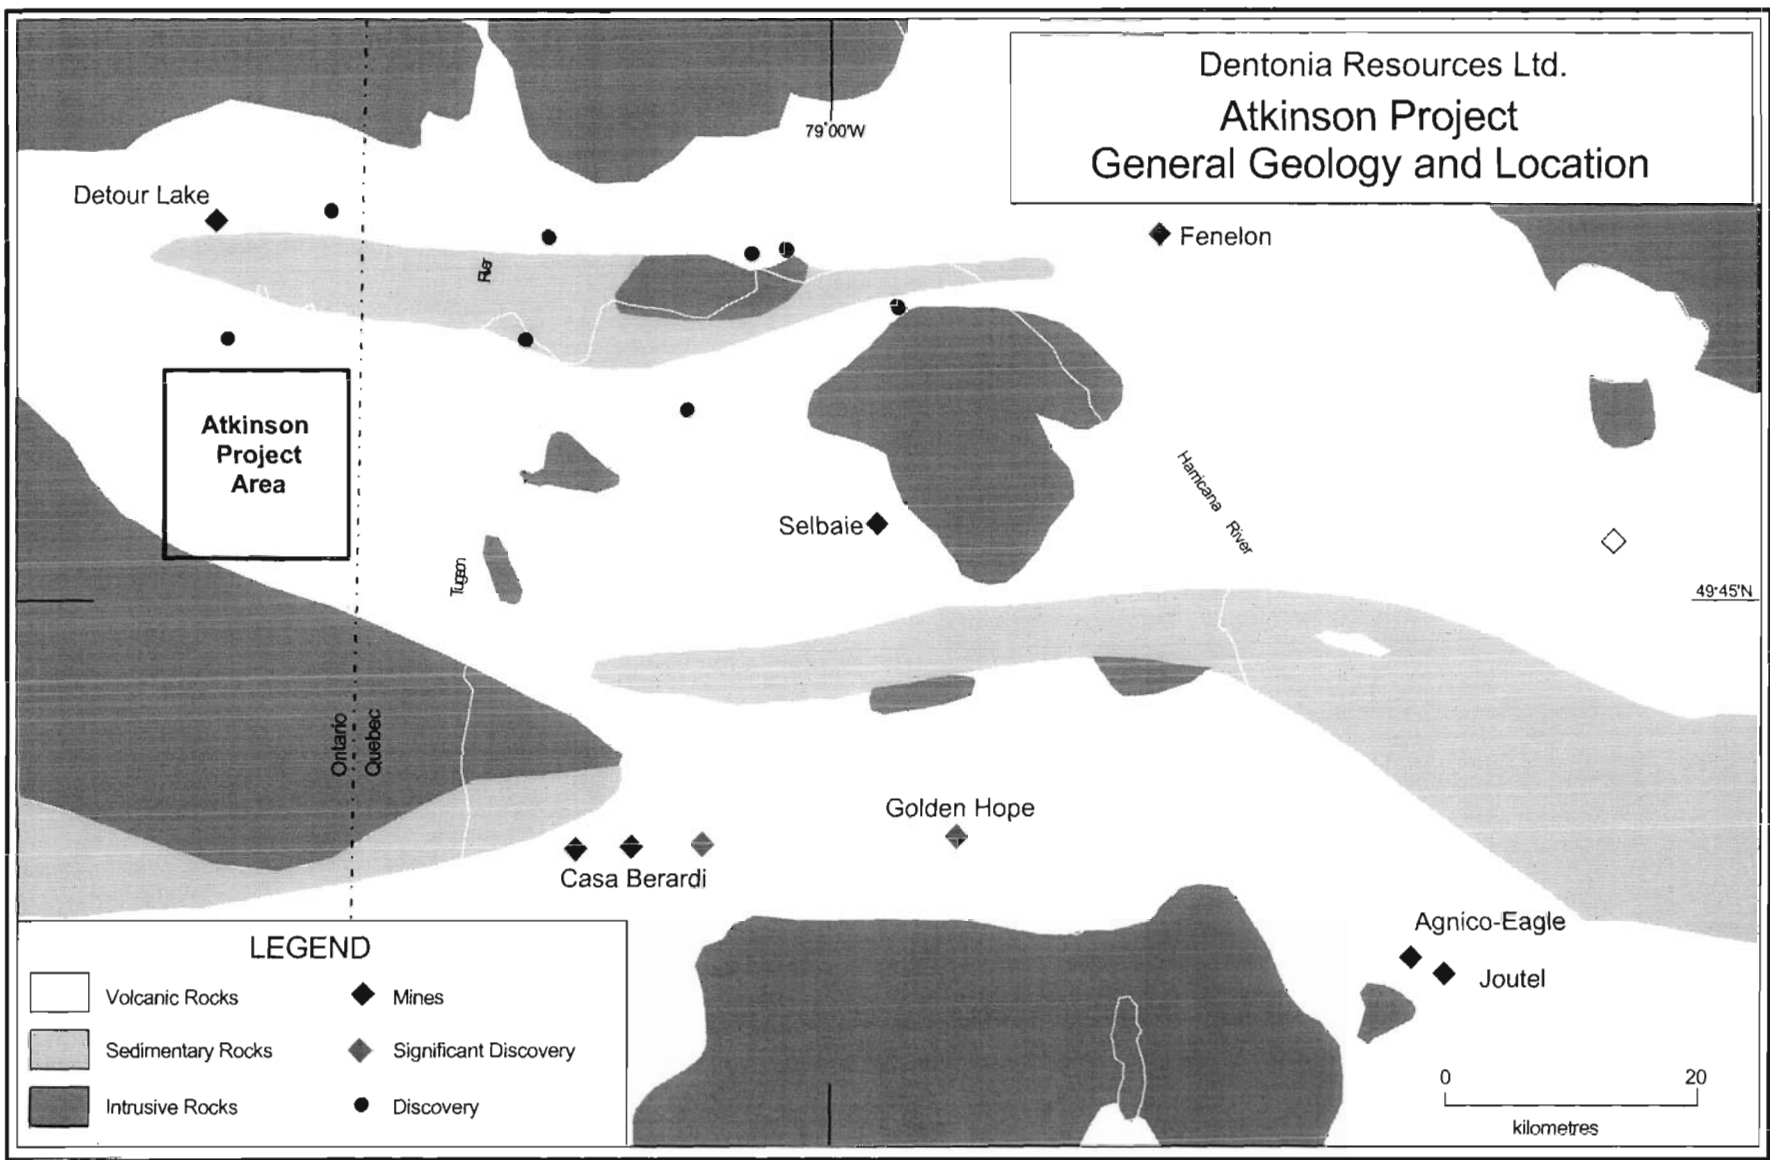 Dentonia Resources Ltd.
Atkinson Project
General Geology and Location
79°00'W
Detour Lake
Fenelon
River
Atkinson
Project
Area
Harricana River
Selbaie
49°45'N
Ontario
Quebec
Golden Hope
Casa Berardi
Agnico-Eagle
Joutel
LEGEND
Volcanic Rocks
Mines
Sedimentary Rocks
Significant Discovery
Intrusive Rocks
Discovery
0 20
kilometres